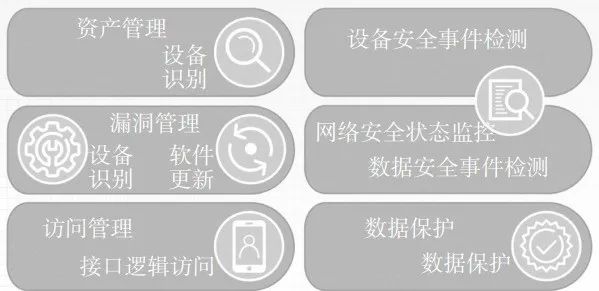 资产管理
设备
识别
漏洞管理
设备
识别
软件
更新
访问管理
接口逻辑访问
设备安全事件检测
网络安全状态监控
数据安全事件检测
数据保护
数据保护